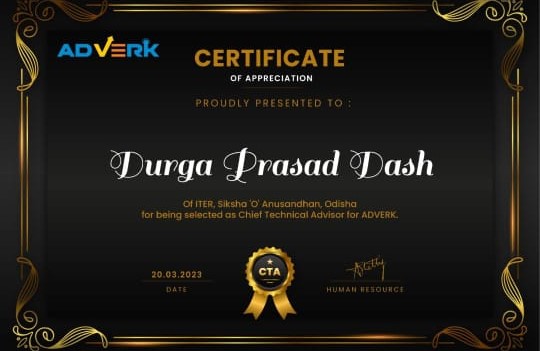 ADVERK
CERTIFICATE
OF APPRECIATION
PROUDLY PRESENTED TO :
Durga Prasad Dash
Of ITER, Siksha 'O' Anusandhan, Odisha
for being selected as Chief Technical Advisor for ADVERK.
CTA
20.03.2023
DATE
HUMAN RESOURCE